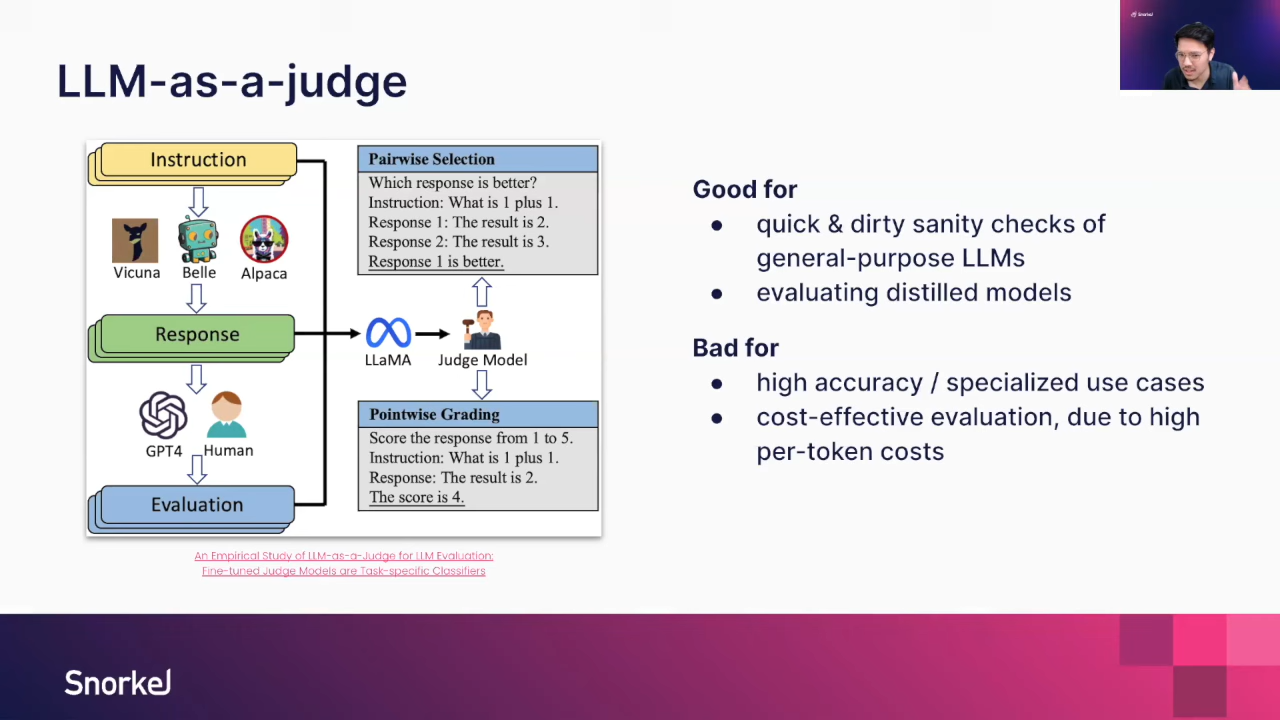 Snorkel
LLM-as-a-judge
Instruction
Vicuna
Belle
Alpaca
Response
GPT4
Human
Evaluation
LLaMA
Judge Model
Pairwise Selection
Which response is better?
Instruction: What is 1 plus 1.
Response 1: The result is 2.
Response 2: The result is 3.
Response 1 is better.
Pointwise Grading
Score the response from 1 to 5.
Instruction: What is 1 plus 1.
Response: The result is 2.
The score is 4.
An Empirical Study of LLM-as-a-Judge for LLM Evaluation:
Fine-tuned Judge Models are Task-specific Classifiers
Good for
● quick & dirty sanity checks of
general-purpose LLMs
● evaluating distilled models
Bad for
● high accuracy / specialized use cases
● cost-effective evaluation, due to high
per-token costs
Snorkel